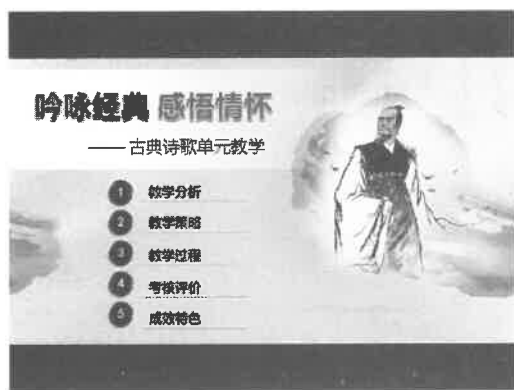 吟咏经典 感悟情怀
——古典诗歌单元教学
1 教学分析
2 教学策略
3 教学过程
4 考核评价
5 成效特色